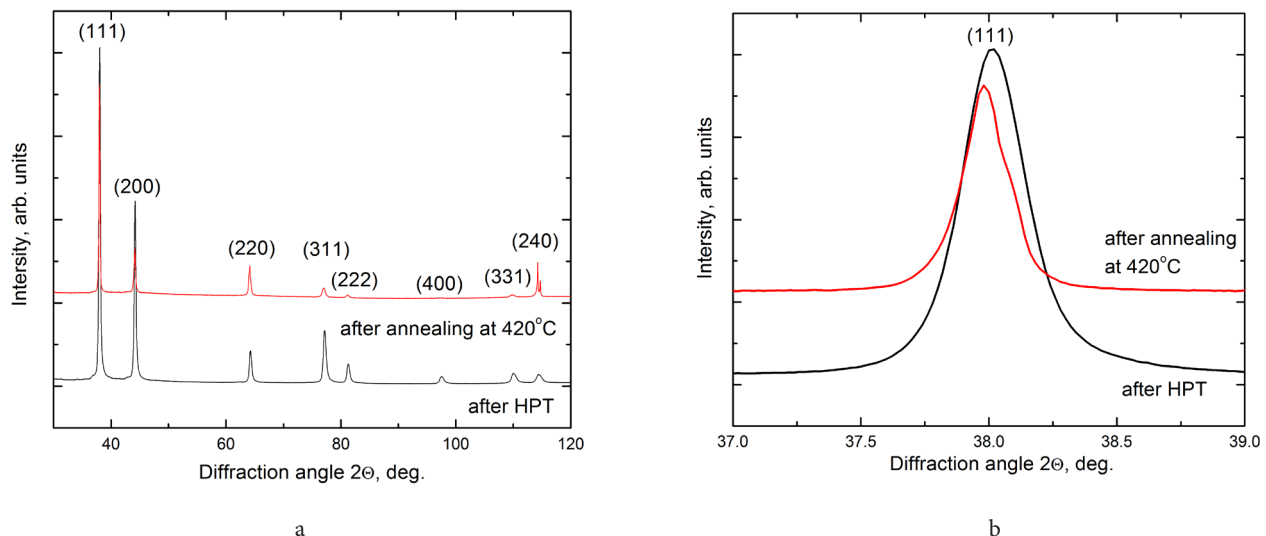 (111)
(200)
(220)
(311)
(222)
(400)
(331)
(240)
after annealing at 420°C
after HPT
Intensity, arb. units
40 60 80 100 120
Diffraction angle 2Θ, deg.
a
(111)
after annealing
at 420°C
after HPT
Intersity, arb. units
37.0 37.5 38.0 38.5 39.0
Diffraction angle 2Θ, deg.
b